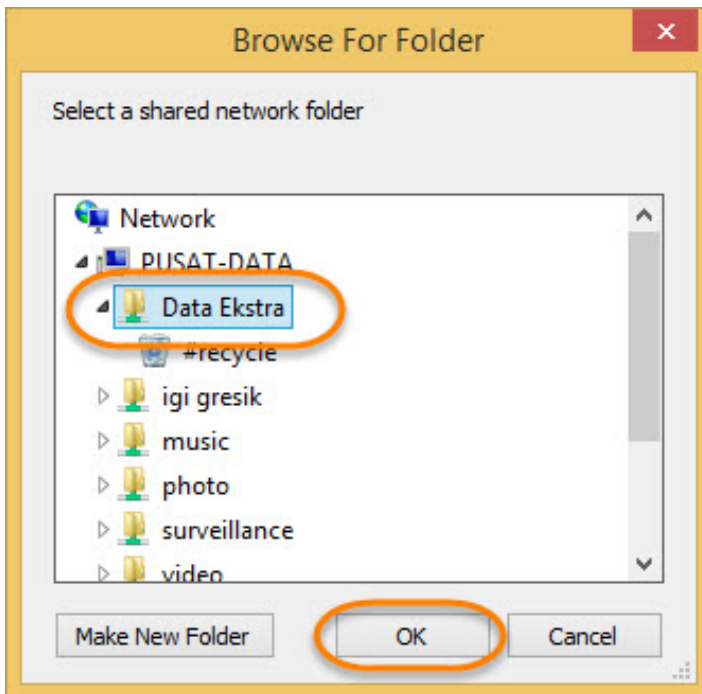 Browse For Folder
Select a shared network folder
Network
PUSAT-DATA
Data Ekstra
#recycle
igi gresik
music
photo
surveillance
video
Make New Folder
OK
Cancel